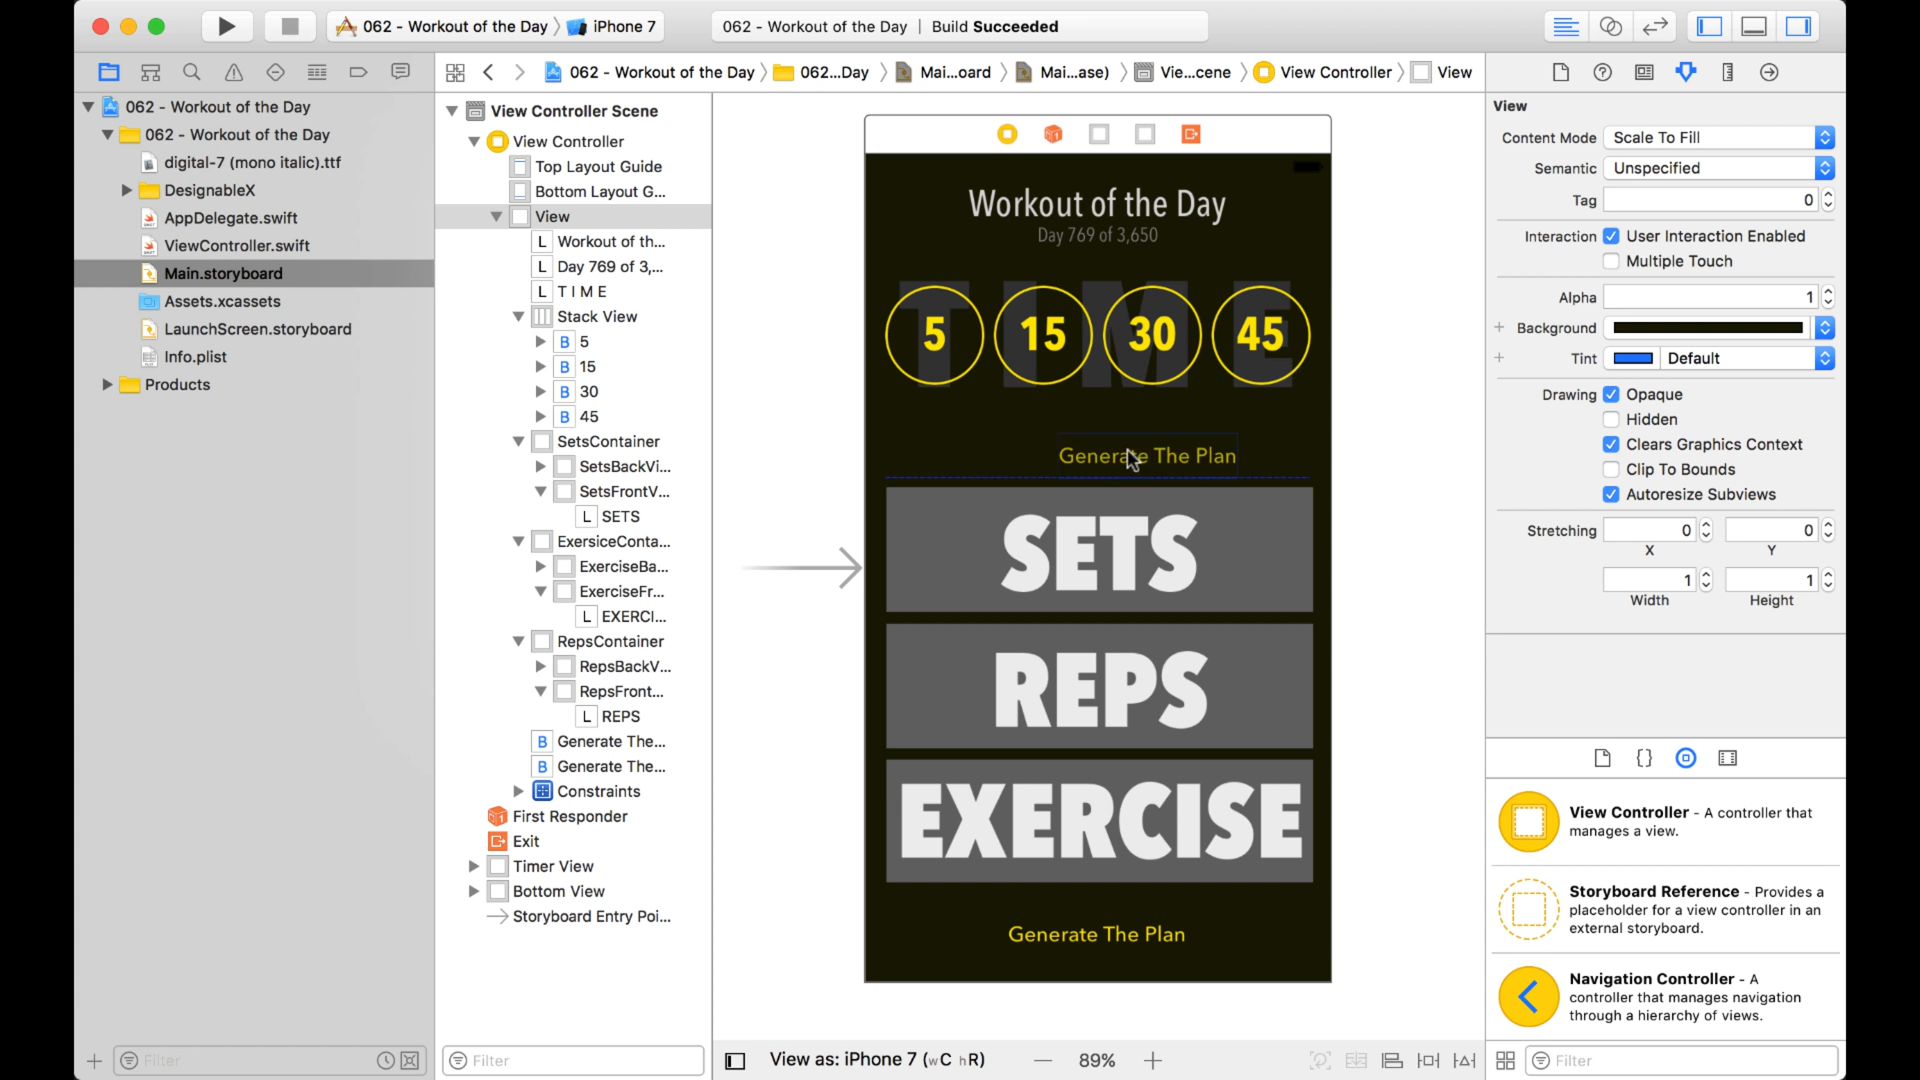 062 - Workout of the Day
iPhone 7
062 - Workout of the Day | Build Succeeded
062 - Workout of the Day
062...Day
Mai...oard
Mai...ase)
Vie...cene
View Controller
View
062 - Workout of the Day
062 - Workout of the Day
digital-7 (mono italic).ttf
DesignableX
AppDelegate.swift
ViewController.swift
Main.storyboard
Assets.xcassets
LaunchScreen.storyboard
Info.plist
Products
Filter
View Controller Scene
View Controller
Top Layout Guide
Bottom Layout G...
View
L Workout of th...
L Day 769 of 3,...
L T I M E
Stack View
B 5
B 15
B 30
B 45
SetsContainer
SetsBackVi...
SetsFrontV...
L SETS
ExersiceConta...
ExerciseBa...
ExerciseFr...
L EXERCI...
RepsContainer
RepsBackV...
RepsFront...
L REPS
B Generate The...
B Generate The...
Constraints
First Responder
Exit
Timer View
Bottom View
Storyboard Entry Poi...
Filter
Workout of the Day
Day 769 of 3,650
T I M E
5 15 30 45
Generate The Plan
SETS
REPS
EXERCISE
Generate The Plan
View as: iPhone 7 (wC hR)
89%
View
Content Mode Scale To Fill
Semantic Unspecified
Tag 0
Interaction User Interaction Enabled
Multiple Touch
Alpha 1
Background
Tint Default
Drawing Opaque
Hidden
Clears Graphics Context
Clip To Bounds
Autoresize Subviews
Stretching 0 0
X Y
1 1
Width Height
View Controller - A controller that
manages a view.
Storyboard Reference - Provides a
placeholder for a view controller in an
external storyboard.
Navigation Controller - A
controller that manages navigation
through a hierarchy of views.
Filter